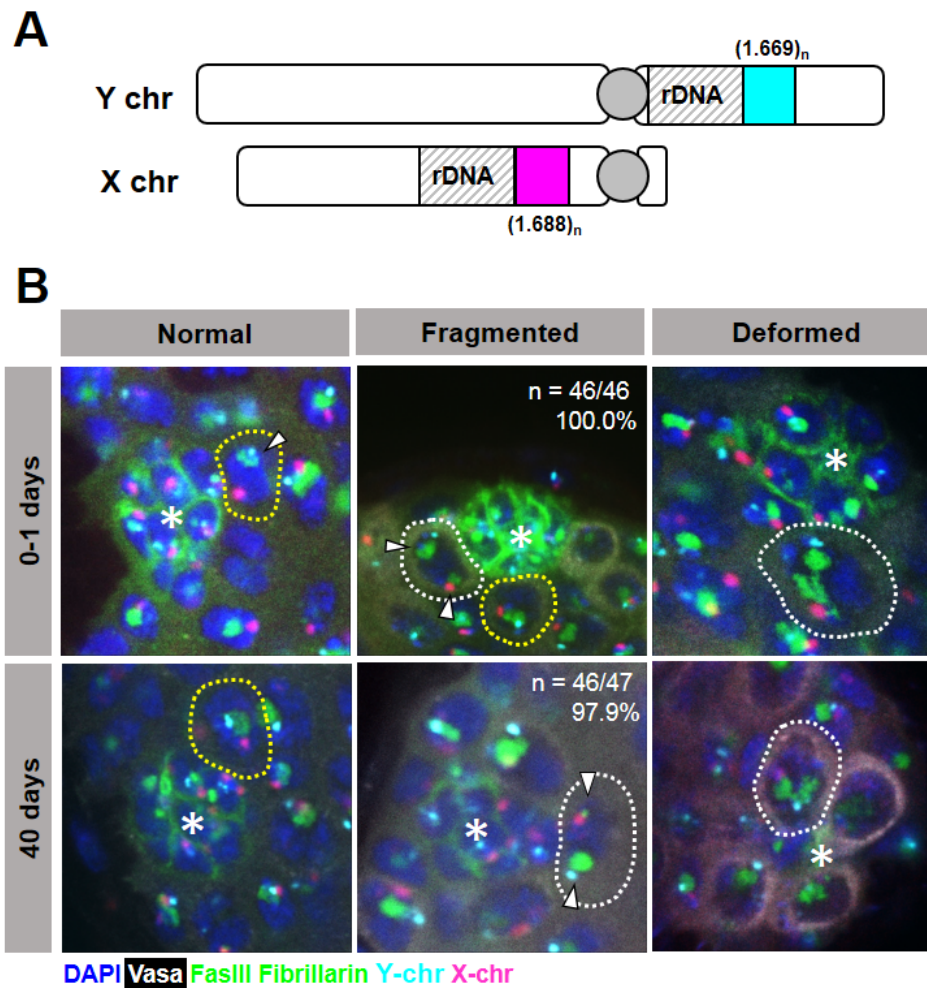 A
(1.669)n
Y chr
rDNA
X chr
rDNA
(1.688)n
B
Normal
Fragmented
Deformed
0-1 days
n = 46/46
100.0%
*
*
*
40 days
n = 46/47
97.9%
*
*
*
DAPI Vasa FasIII Fibrillarin Y-chr X-chr